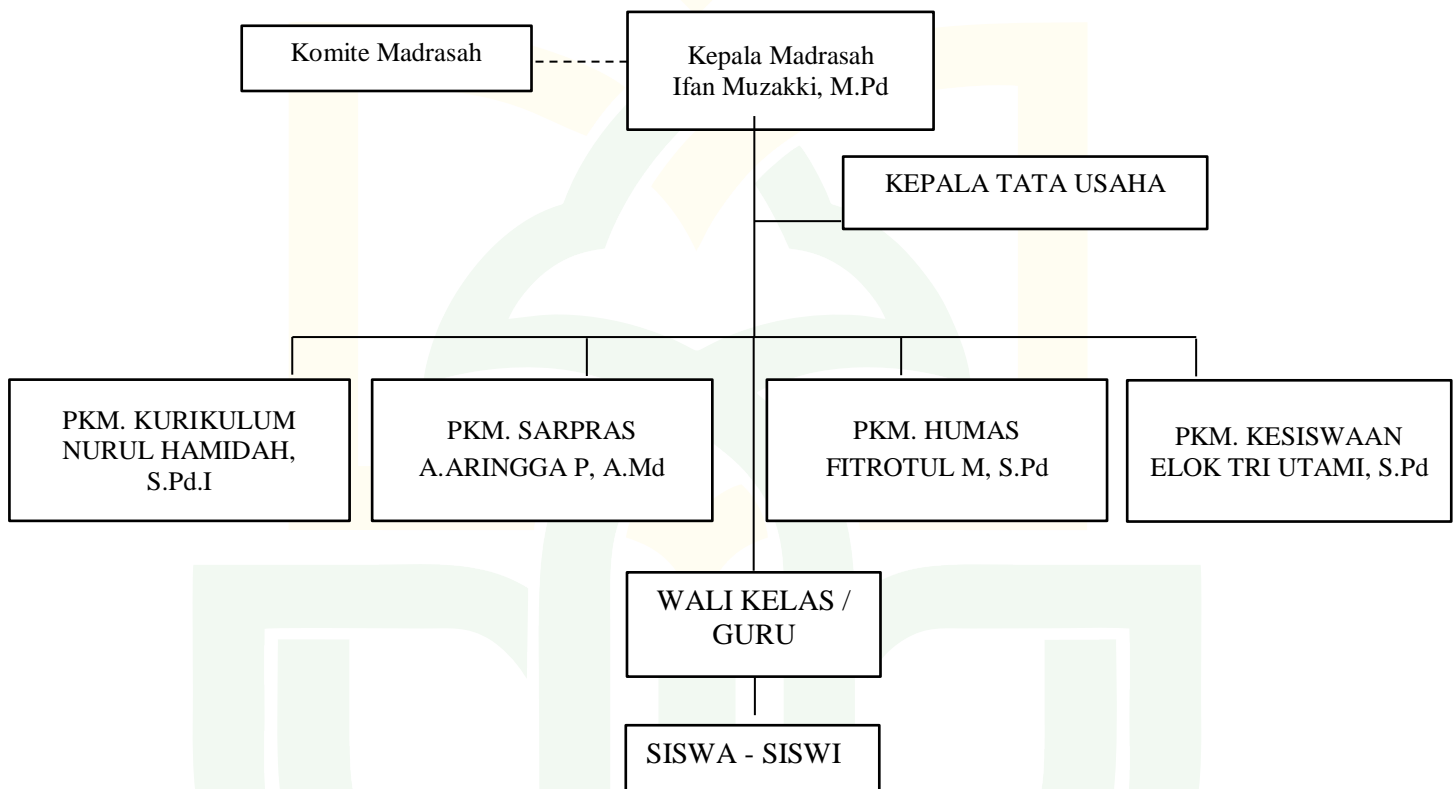 Komite Madrasah
Kepala Madrasah
Ifan Muzakki, M.Pd
KEPALA TATA USAHA
PKM. KURIKULUM
NURUL HAMIDAH,
S.Pd.I
PKM. SARPRAS
A.ARINGGA P, A.Md
PKM. HUMAS
FITROTUL M, S.Pd
PKM. KESISWAAN
ELOK TRI UTAMI, S.Pd
WALI KELAS /
GURU
SISWA - SISWI